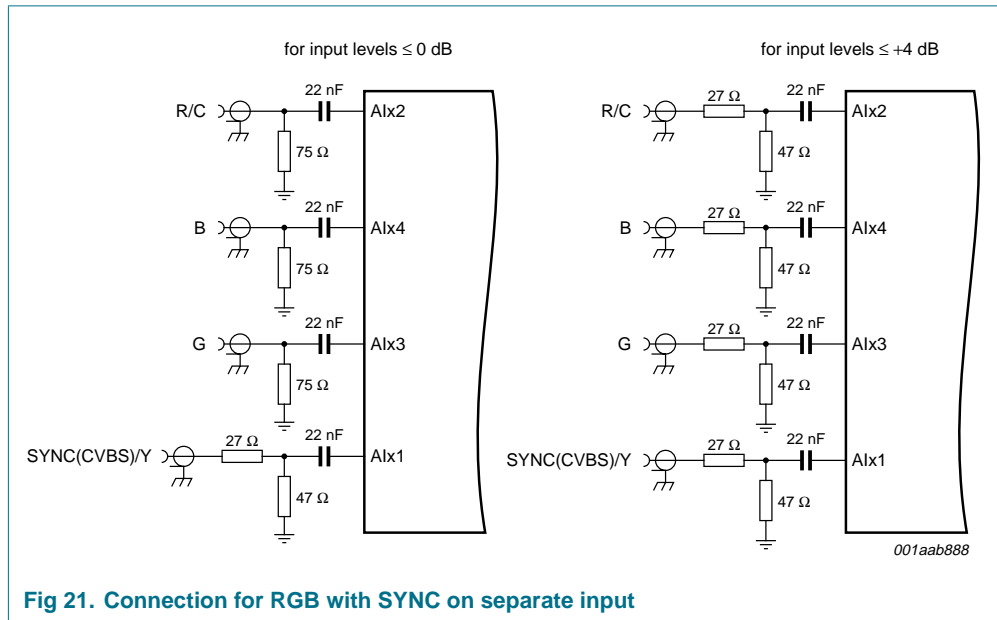 for input levels ≤ 0 dB
R/C
22 nF
AIx2
75 Ω
B
22 nF
AIx4
75 Ω
G
22 nF
AIx3
75 Ω
SYNC(CVBS)/Y
27 Ω
22 nF
AIx1
47 Ω
for input levels ≤ +4 dB
R/C
27 Ω
22 nF
AIx2
47 Ω
B
27 Ω
22 nF
AIx4
47 Ω
G
27 Ω
22 nF
AIx3
47 Ω
SYNC(CVBS)/Y
27 Ω
22 nF
AIx1
47 Ω
001aab888
Fig 21. Connection for RGB with SYNC on separate input